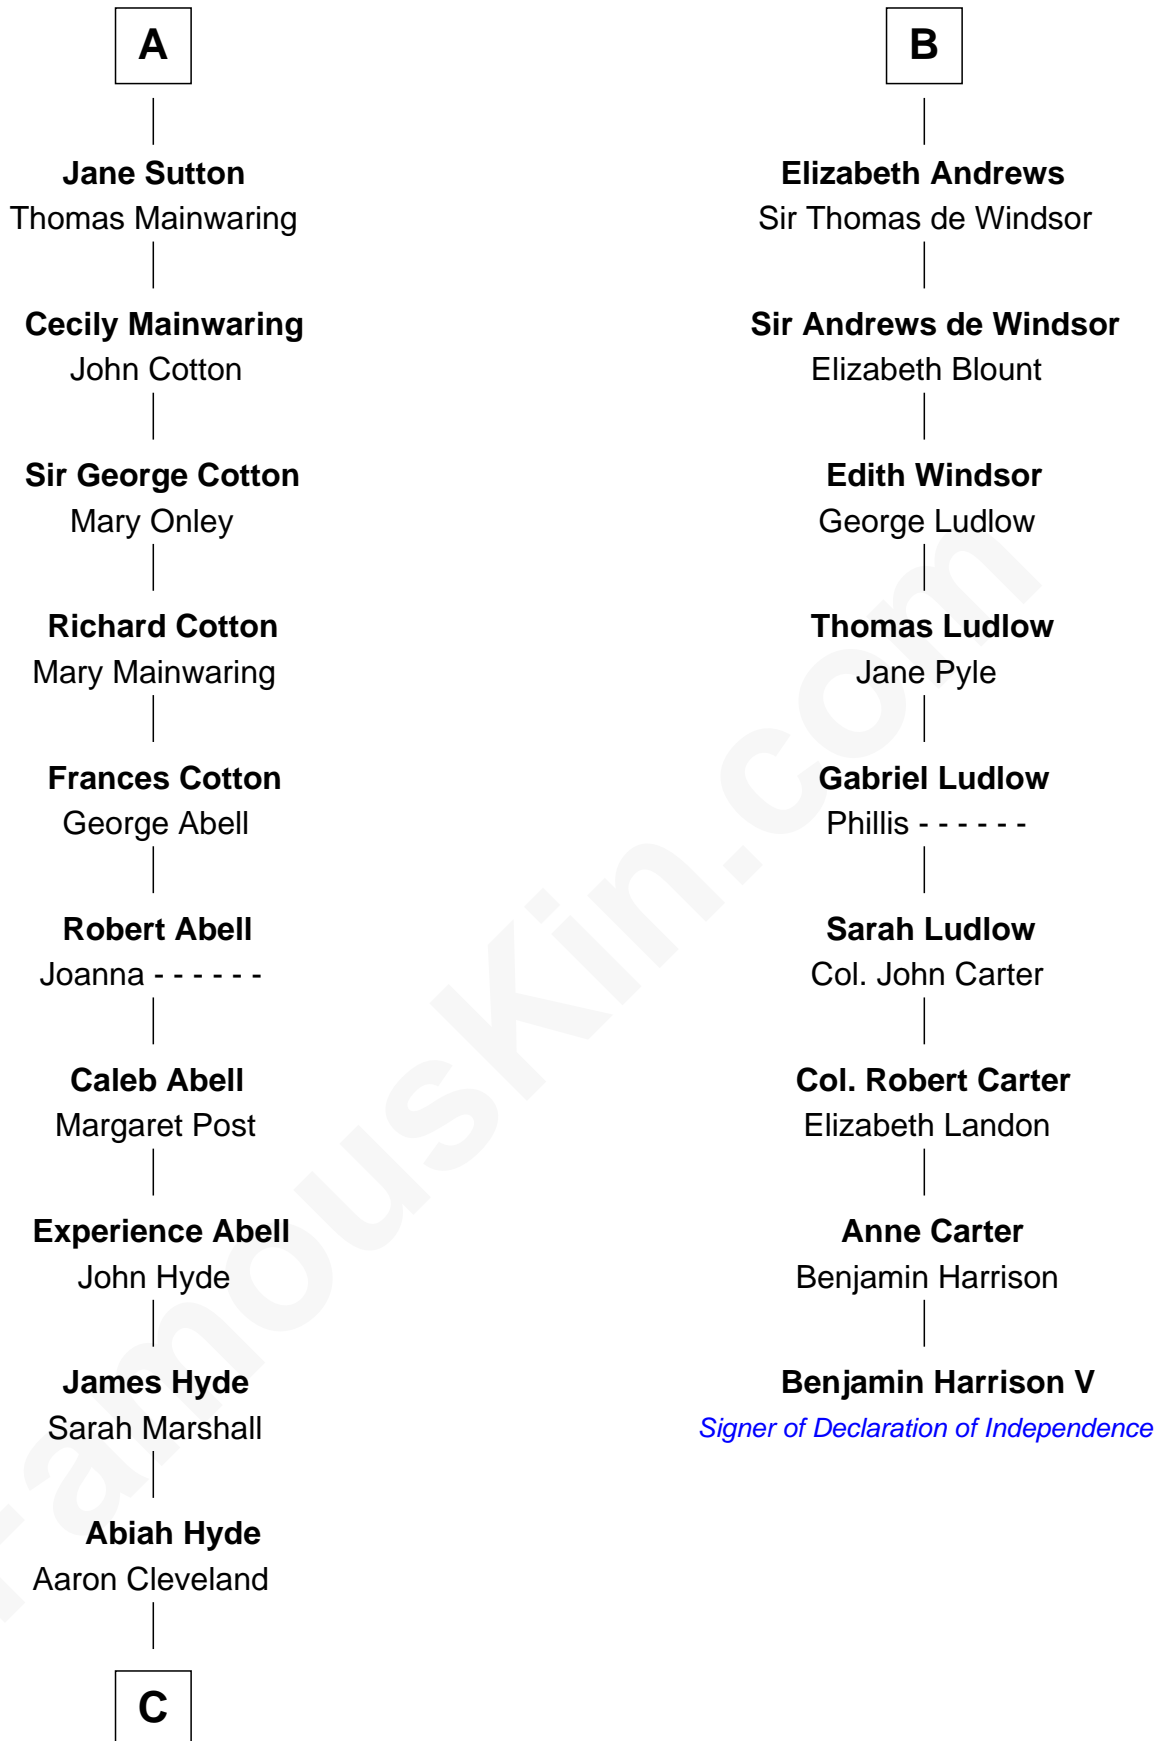 A
Jane Sutton
Thomas Mainwaring
Cecily Mainwaring
John Cotton
Sir George Cotton
Mary Onley
Richard Cotton
Mary Mainwaring
Frances Cotton
George Abell
Robert Abell
Joanna - - - - - -
Caleb Abell
Margaret Post
Experience Abell
John Hyde
James Hyde
Sarah Marshall
Abiah Hyde
Aaron Cleveland
C
B
Elizabeth Andrews
Sir Thomas de Windsor
Sir Andrews de Windsor
Elizabeth Blount
Edith Windsor
George Ludlow
Thomas Ludlow
Jane Pyle
Gabriel Ludlow
Phillis - - - - - -
Sarah Ludlow
Col. John Carter
Col. Robert Carter
Elizabeth Landon
Anne Carter
Benjamin Harrison
Benjamin Harrison V
Signer of Declaration of Independence
FamousKin.com